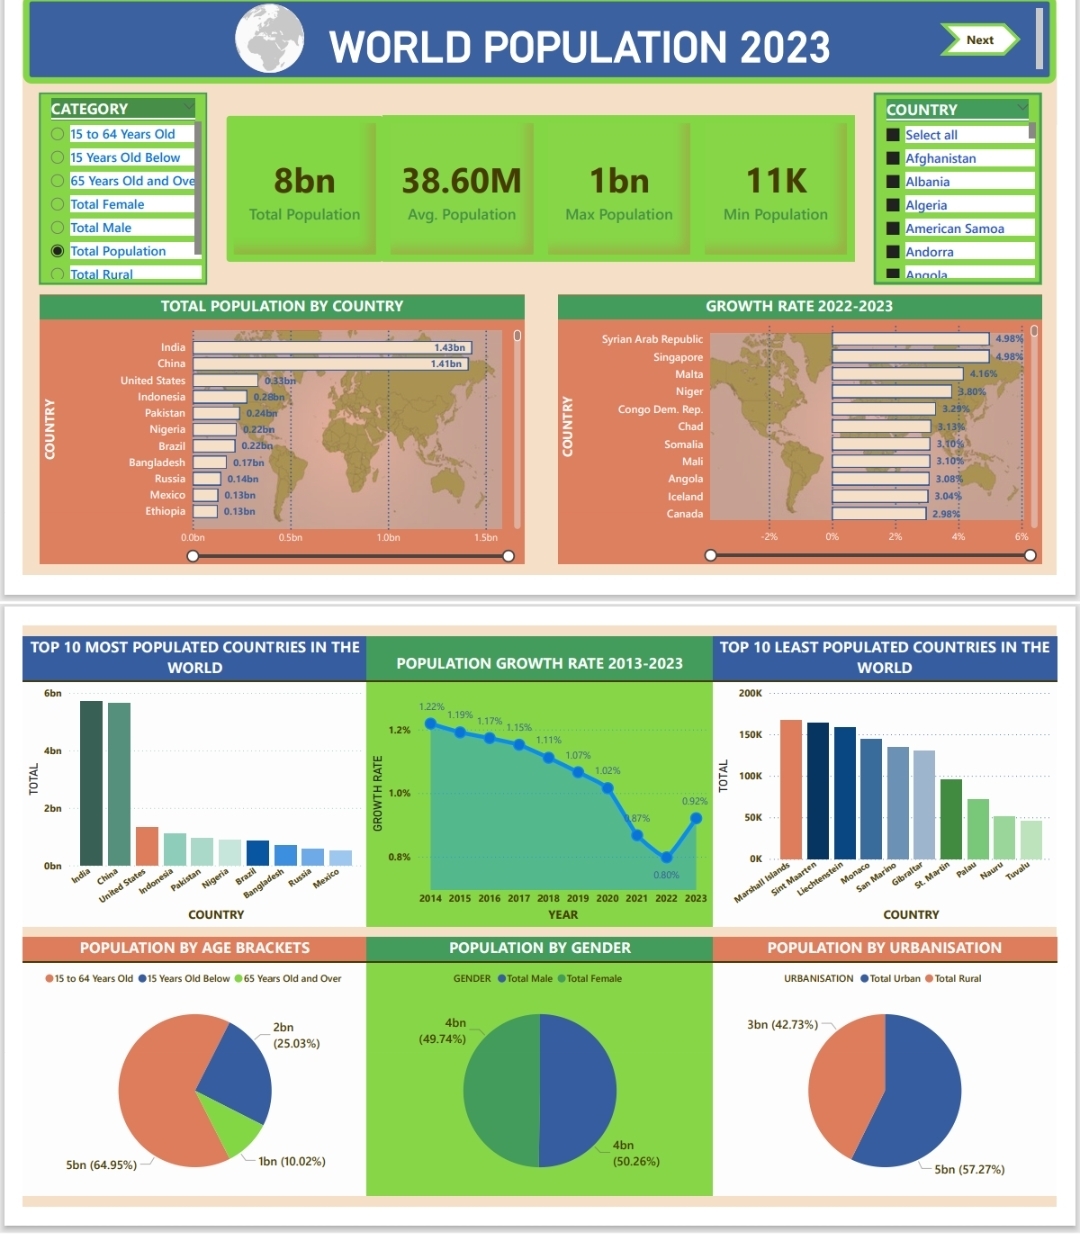 WORLD POPULATION 2023
Next
CATEGORY
15 to 64 Years Old
15 Years Old Below
65 Years Old and Ove
Total Female
Total Male
Total Population
Total Rural
8bn
Total Population
38.60M
Avg. Population
1bn
Max Population
11K
Min Population
COUNTRY
Select all
Afghanistan
Albania
Algeria
American Samoa
Andorra
Angola
TOTAL POPULATION BY COUNTRY
COUNTRY
India 1.43bn
China 1.41bn
United States 0.33bn
Indonesia 0.28bn
Pakistan 0.24bn
Nigeria 0.22bn
Brazil 0.22bn
Bangladesh 0.17bn
Russia 0.14bn
Mexico 0.13bn
Ethiopia 0.13bn
0.0bn 0.5bn 1.0bn 1.5bn
GROWTH RATE 2022-2023
COUNTRY
Syrian Arab Republic 4.98%
Singapore 4.98%
Malta 4.16%
Niger 3.80%
Congo Dem. Rep. 3.29%
Chad 3.13%
Somalia 3.10%
Mali 3.10%
Angola 3.08%
Iceland 3.04%
Canada 2.98%
-2% 0% 2% 4% 6%
TOP 10 MOST POPULATED COUNTRIES IN THE
WORLD
TOTAL
6bn
4bn
2bn
0bn
India China United States Indonesia Pakistan Nigeria Brazil Bangladesh Russia Mexico
COUNTRY
POPULATION GROWTH RATE 2013-2023
GROWTH RATE
1.2%
1.0%
0.8%
1.22% 1.19% 1.17% 1.15% 1.11% 1.07% 1.02% 0.87% 0.80% 0.92%
2014 2015 2016 2017 2018 2019 2020 2021 2022 2023
YEAR
TOP 10 LEAST POPULATED COUNTRIES IN THE
WORLD
TOTAL
200K
150K
100K
50K
0K
Marshall Islands Sint Maarten Liechtenstein Monaco San Marino Gibraltar St. Martin Palau Nauru Tuvalu
COUNTRY
POPULATION BY AGE BRACKETS
15 to 64 Years Old 15 Years Old Below 65 Years Old and Over
2bn
(25.03%)
1bn (10.02%)
5bn (64.95%)
POPULATION BY GENDER
GENDER Total Male Total Female
4bn
(49.74%)
4bn
(50.26%)
POPULATION BY URBANISATION
URBANISATION Total Urban Total Rural
3bn (42.73%)
5bn (57.27%)